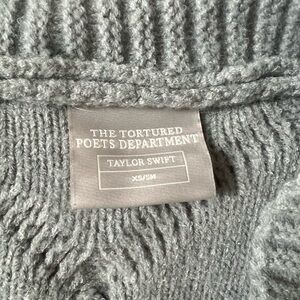 THE TORTURED
POETS DEPARTMENT
TAYLOR SWIFT
XS/SM